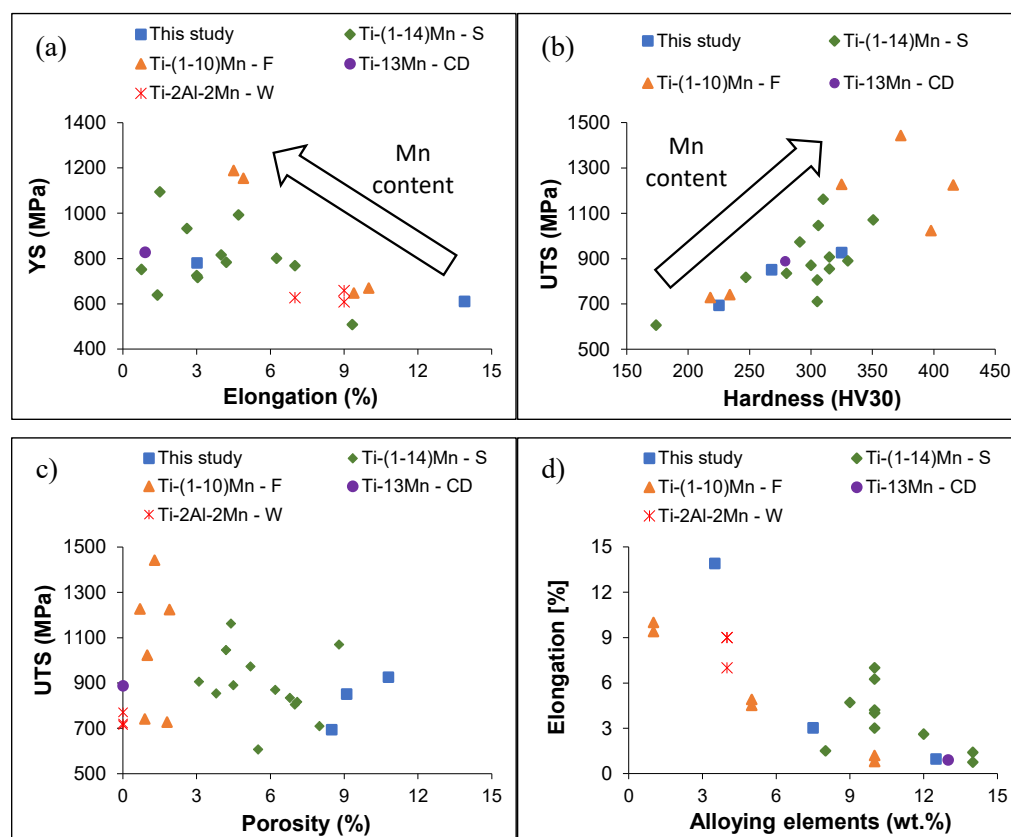 (a)
This study
Ti-(1-14)Mn - S
Ti-(1-10)Mn - F
Ti-13Mn - CD
Ti-2Al-2Mn - W
1400
1200
1000
800
600
400
YS (MPa)
Mn
content
0
3
6
9
12
15
Elongation (%)
(b)
This study
Ti-(1-14)Mn - S
Ti-(1-10)Mn - F
Ti-13Mn - CD
1500
1300
1100
900
700
500
UTS (MPa)
Mn
content
150
200
250
300
350
400
450
Hardness (HV30)
c)
This study
Ti-(1-14)Mn - S
Ti-(1-10)Mn - F
Ti-13Mn - CD
Ti-2Al-2Mn - W
1500
1300
1100
900
700
500
UTS (MPa)
0
3
6
9
12
15
Porosity (%)
d)
This study
Ti-(1-14)Mn - S
Ti-(1-10)Mn - F
Ti-13Mn - CD
Ti-2Al-2Mn - W
15
12
9
6
3
0
Elongation [%]
0
3
6
9
12
15
Alloying elements (wt.%)